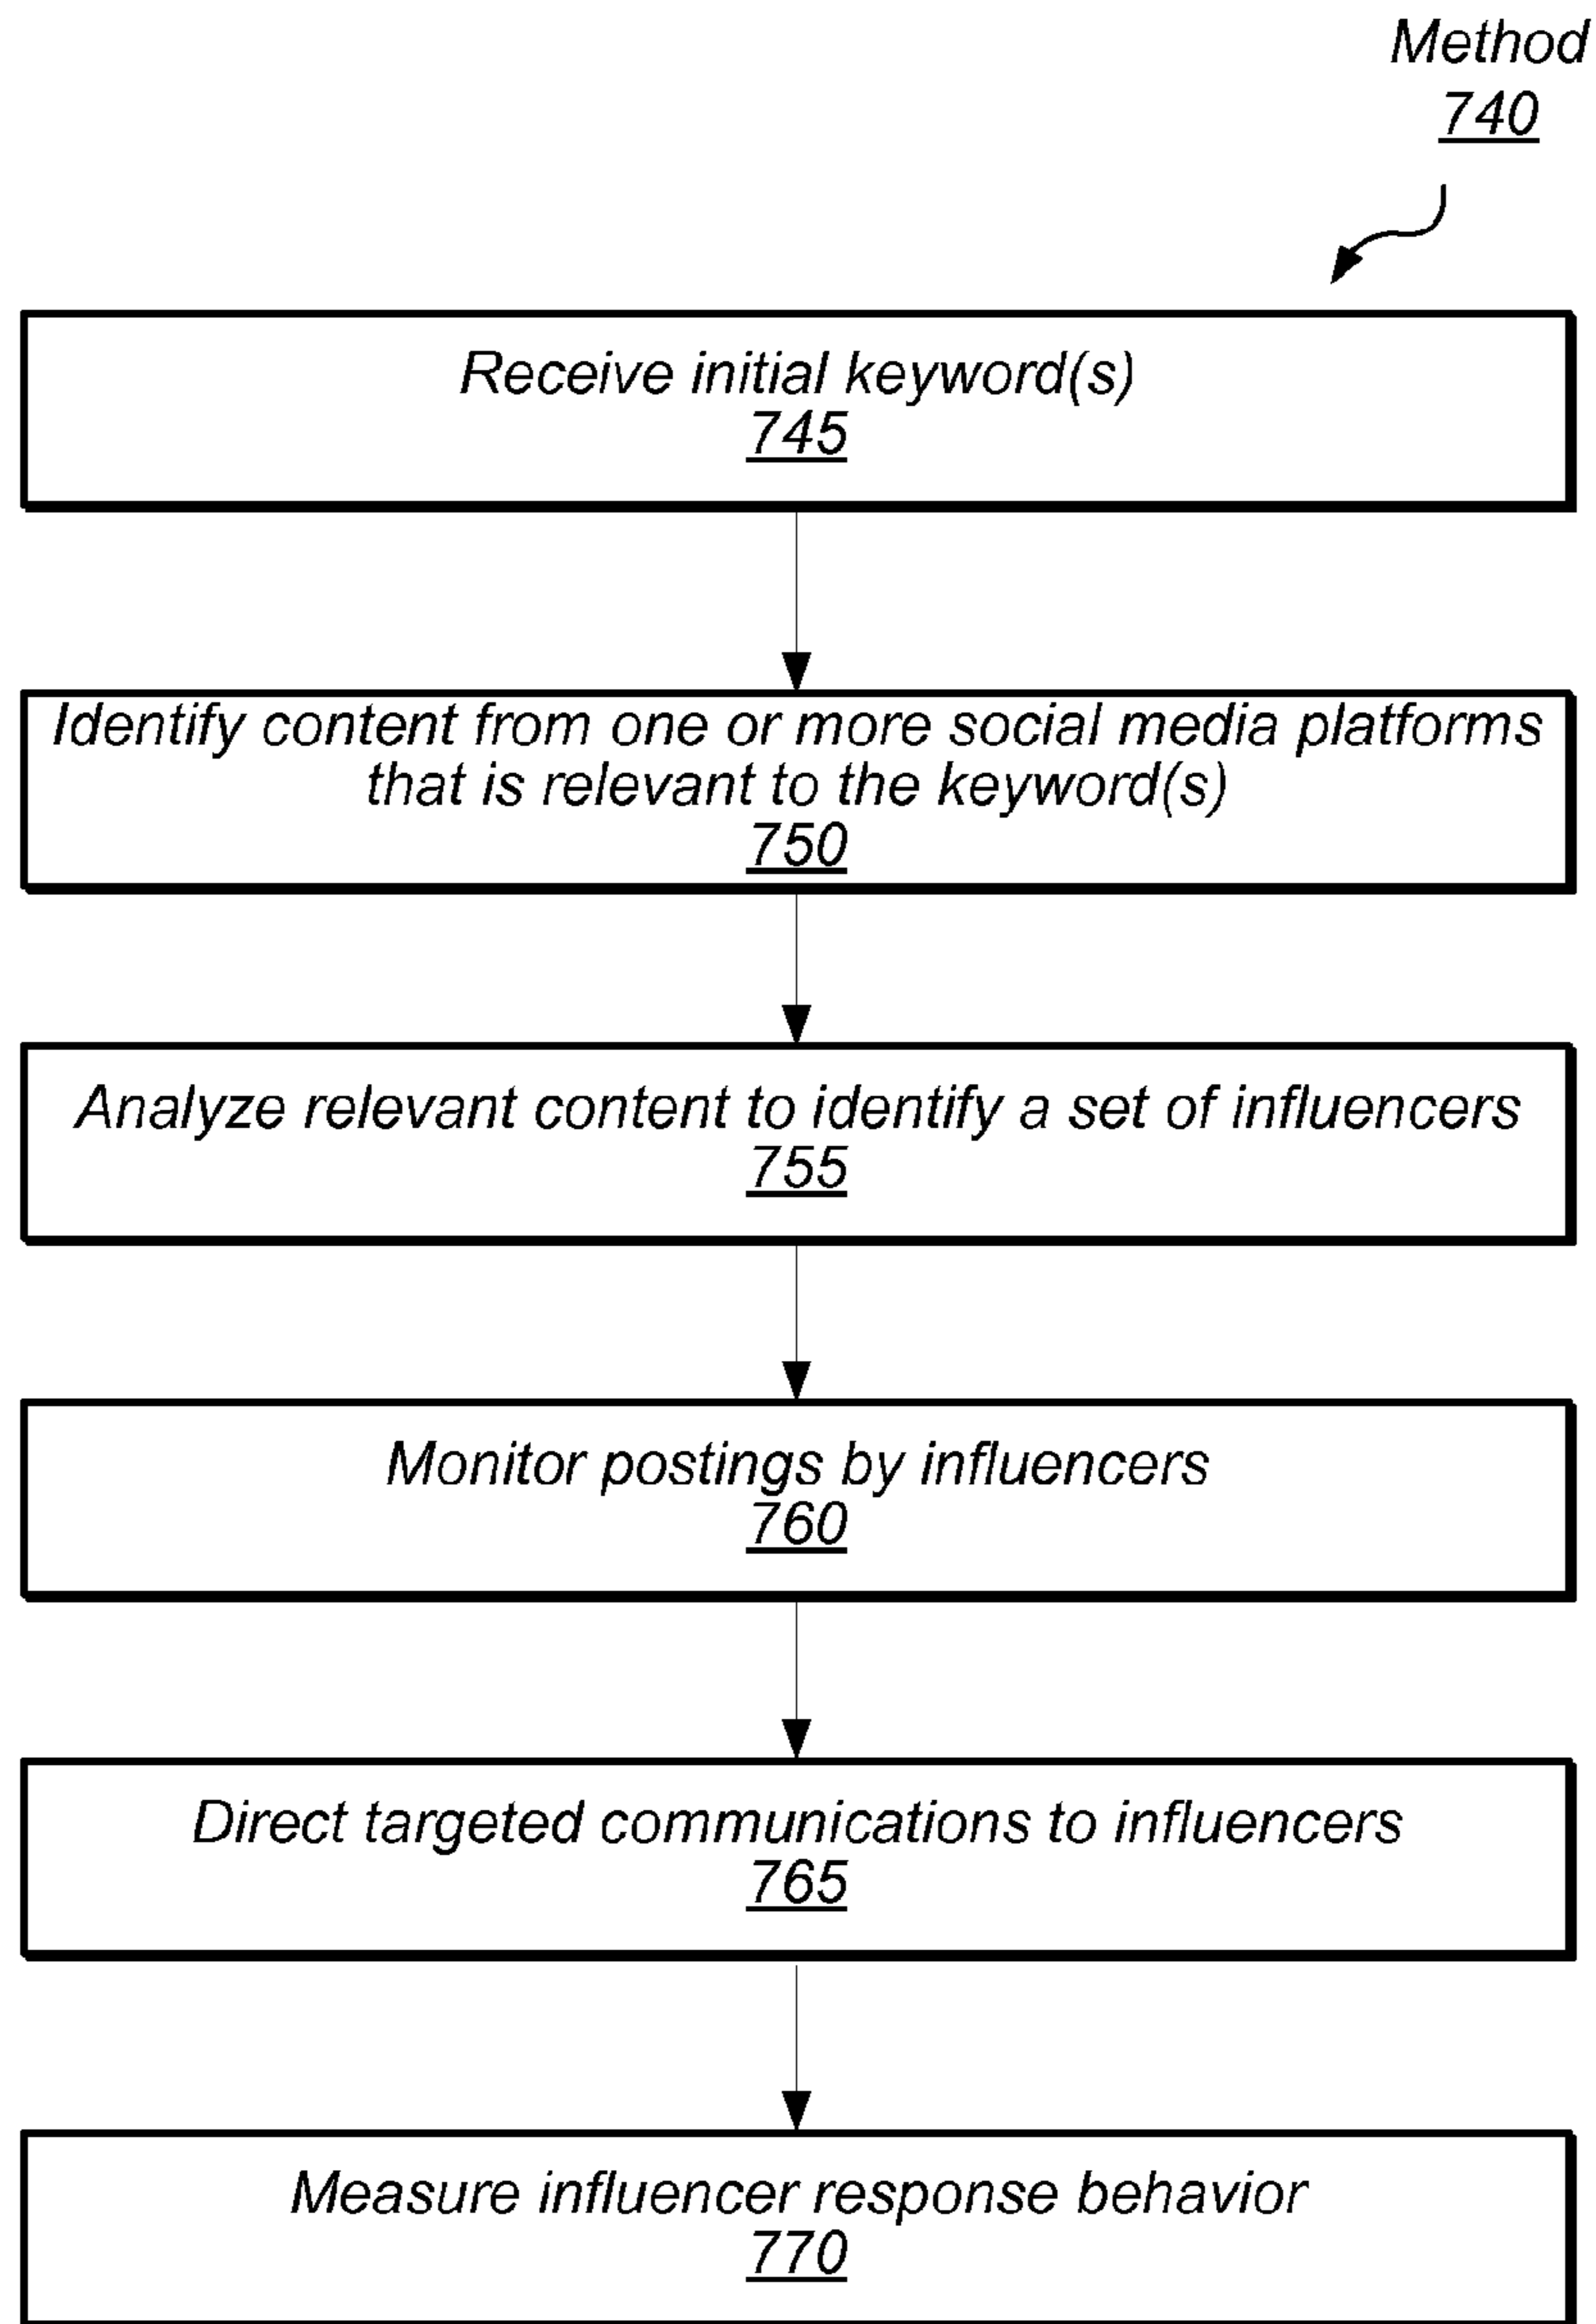 Method
740
Receive initial keyword(s)
745
Identify content from one or more social media platforms
that is relevant to the keyword(s)
750
Analyze relevant content to identify a set of influencers
755
Monitor postings by influencers
760
Direct targeted communications to influencers
765
Measure influencer response behavior
770